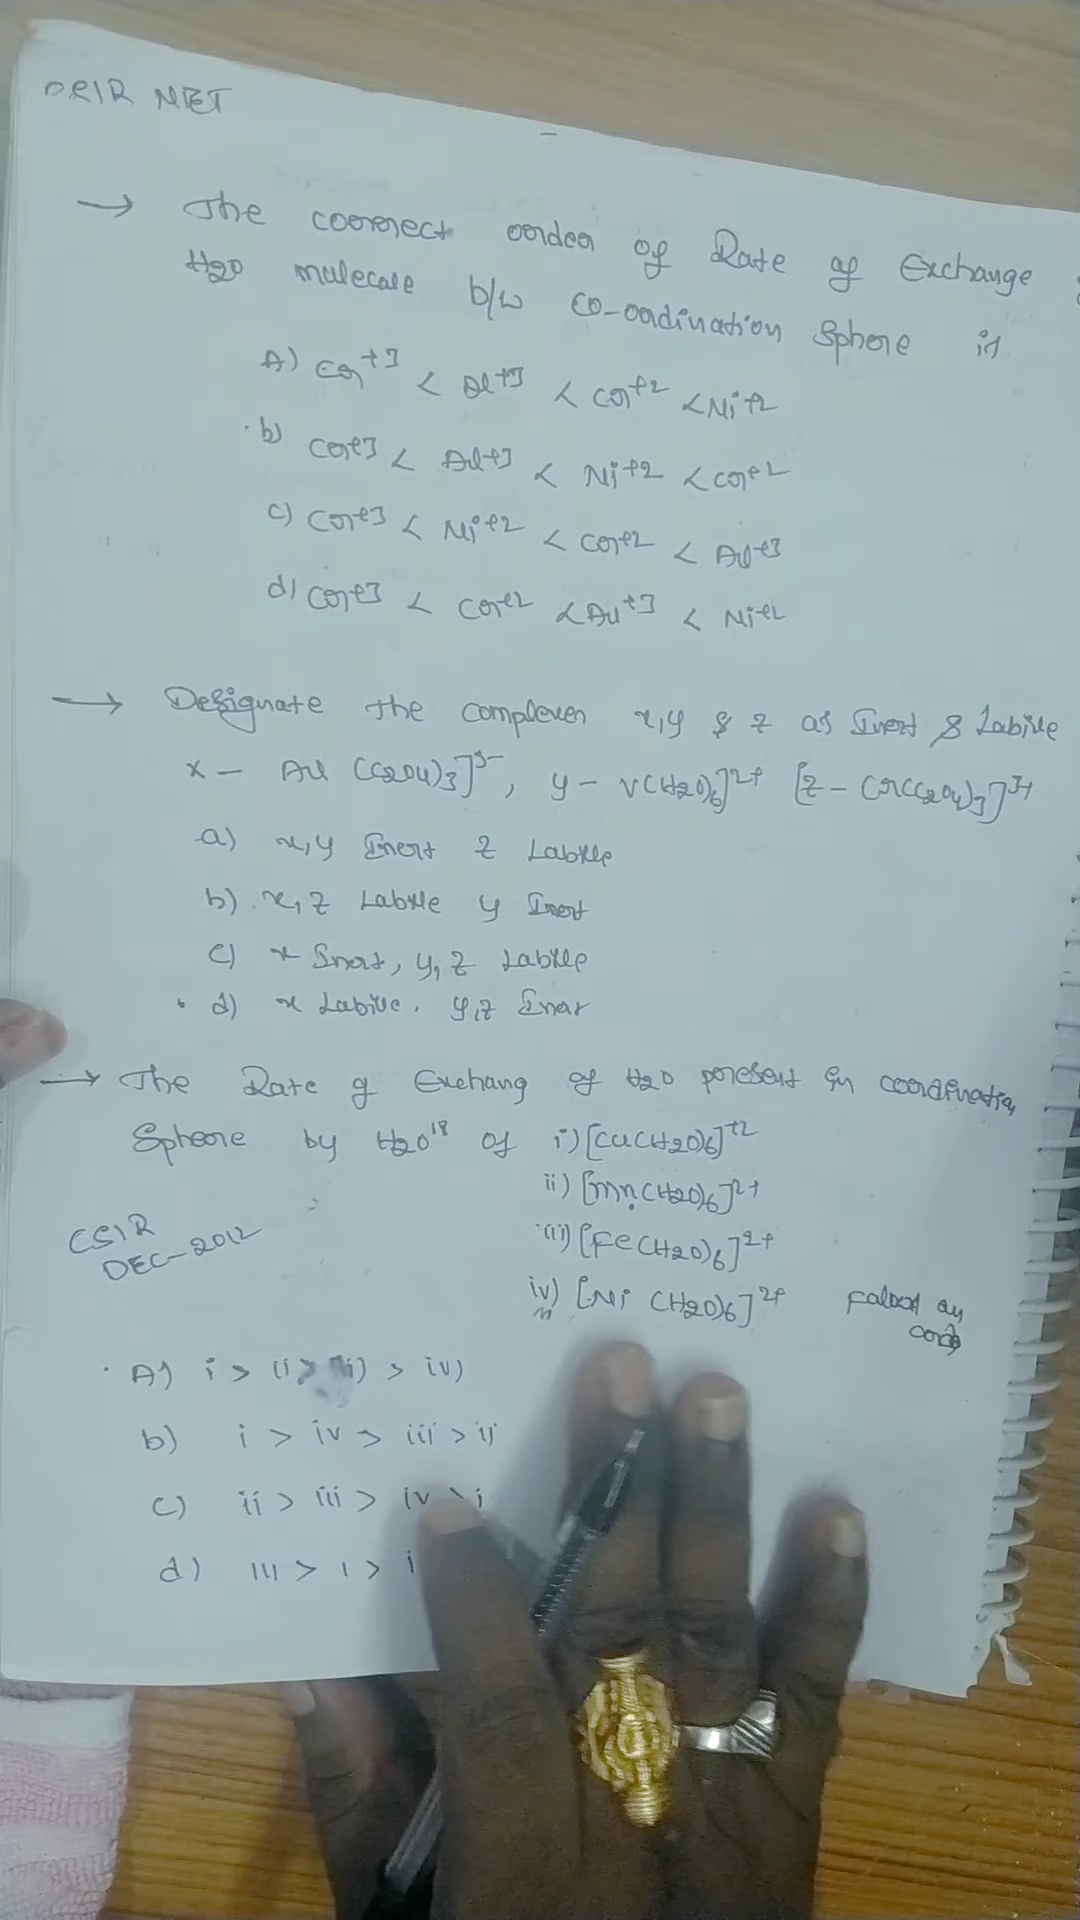 CSIR NET
→ The correct order of Rate of Exchange
H2O molecule b/w co-ordination Sphere is
A) Cr+3 < Al+3 < Cr+2 < Ni+2
b) Cr+3 < Al+3 < Ni+2 < Cr+2
c) Cr+3 < Ni+2 < Cr+2 < Al+3
d) Cr+3 < Cr+2 < Al+3 < Ni+2
→ Designate the complexes x,y & z as Inert & Labile
x - Al (C2O4)3]3-, y - V(H2O)6]2+ [z - Cr(C2O4)3]3+
a) x,y Inert z Labile
b) x,z Labile y Inert
c) x Inert, y,z Labile
d) x Labile, y,z Inert
→ The Rate of Exchang of H2O present in coordination
Sphere by H2O18 of i) [Cu(H2O)6]+2
ii) [Mn(H2O)6]2+
iii) [Fe(H2O)6]2+
CSIR
DEC-2012
iv) [Ni (H2O)6]2+
A) i > ii > iii) > iv)
b) i > iv > iii > ii
c) ii > iii > iv > i
d) iii > i > i